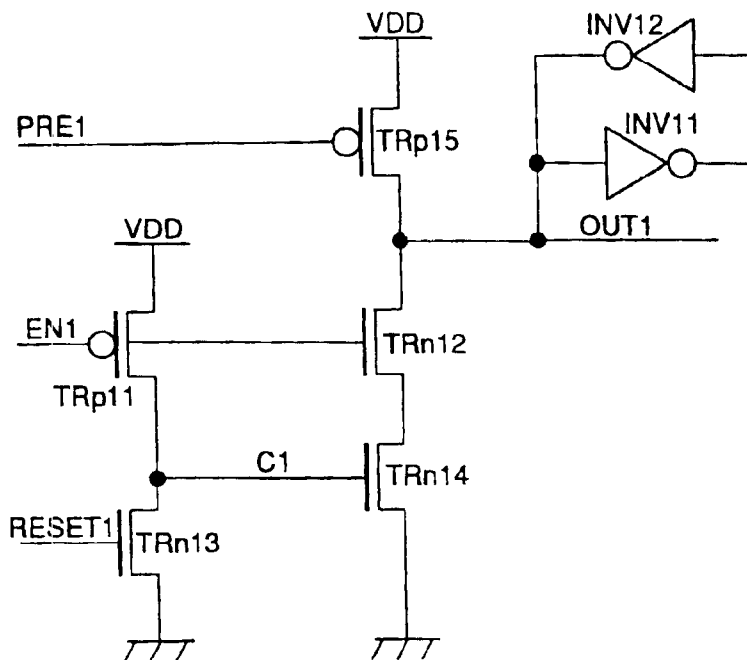 VDD
INV12
PRE1
TRp15
INV11
VDD
OUT1
EN1
TRn12
TRp11
C1
TRn14
RESET1
TRn13